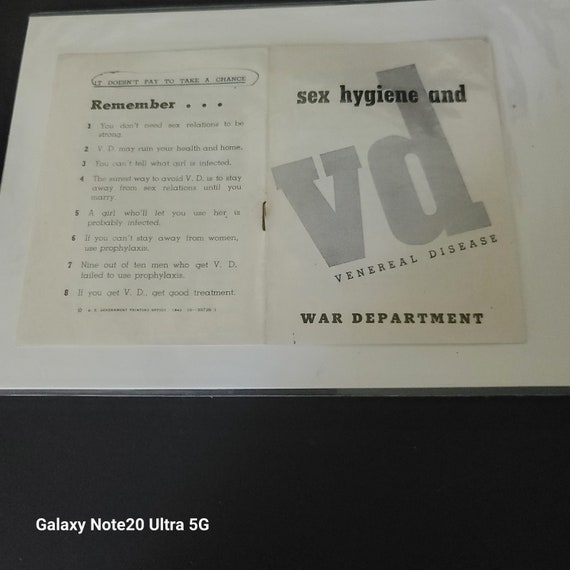 IT DOESN'T PAY TO TAKE A CHANCE
Remember . . .
1 You don't need sex relations to be
strong.
2 V. D. may ruin your health and home.
3 You can't tell what girl is infected.
4 The surest way to avoid V. D. is to stay
away from sex relations until you
marry.
5 A girl who'll let you use her is
probably infected.
6 If you can't stay away from women,
use prophylaxis.
7 Nine out of ten men who get V. D.
failed to use prophylaxis.
8 If you get V. D., get good treatment.
U. S. GOVERNMENT PRINTING OFFICE
sex hygiene and
vd
VENEREAL DISEASE
WAR DEPARTMENT
Galaxy Note20 Ultra 5G